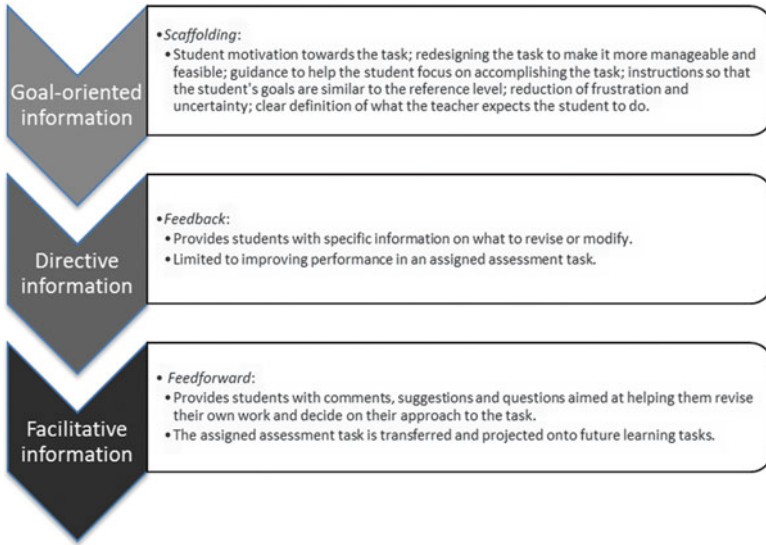 Goal-oriented
information
• Scaffolding:
• Student motivation towards the task; redesigning the task to make it more manageable and
feasible; guidance to help the student focus on accomplishing the task; instructions so that
the student's goals are similar to the reference level; reduction of frustration and
uncertainty; clear definition of what the teacher expects the student to do.
Directive
information
•Feedback:
• Provides students with specific information on what to revise or modify.
• Limited to improving performance in an assigned assessment task.
Facilitative
information
• Feedforward:
• Provides students with comments, suggestions and questions aimed at helping them revise
their own work and decide on their approach to the task.
• The assigned assessment task is transferred and projected onto future learning tasks.